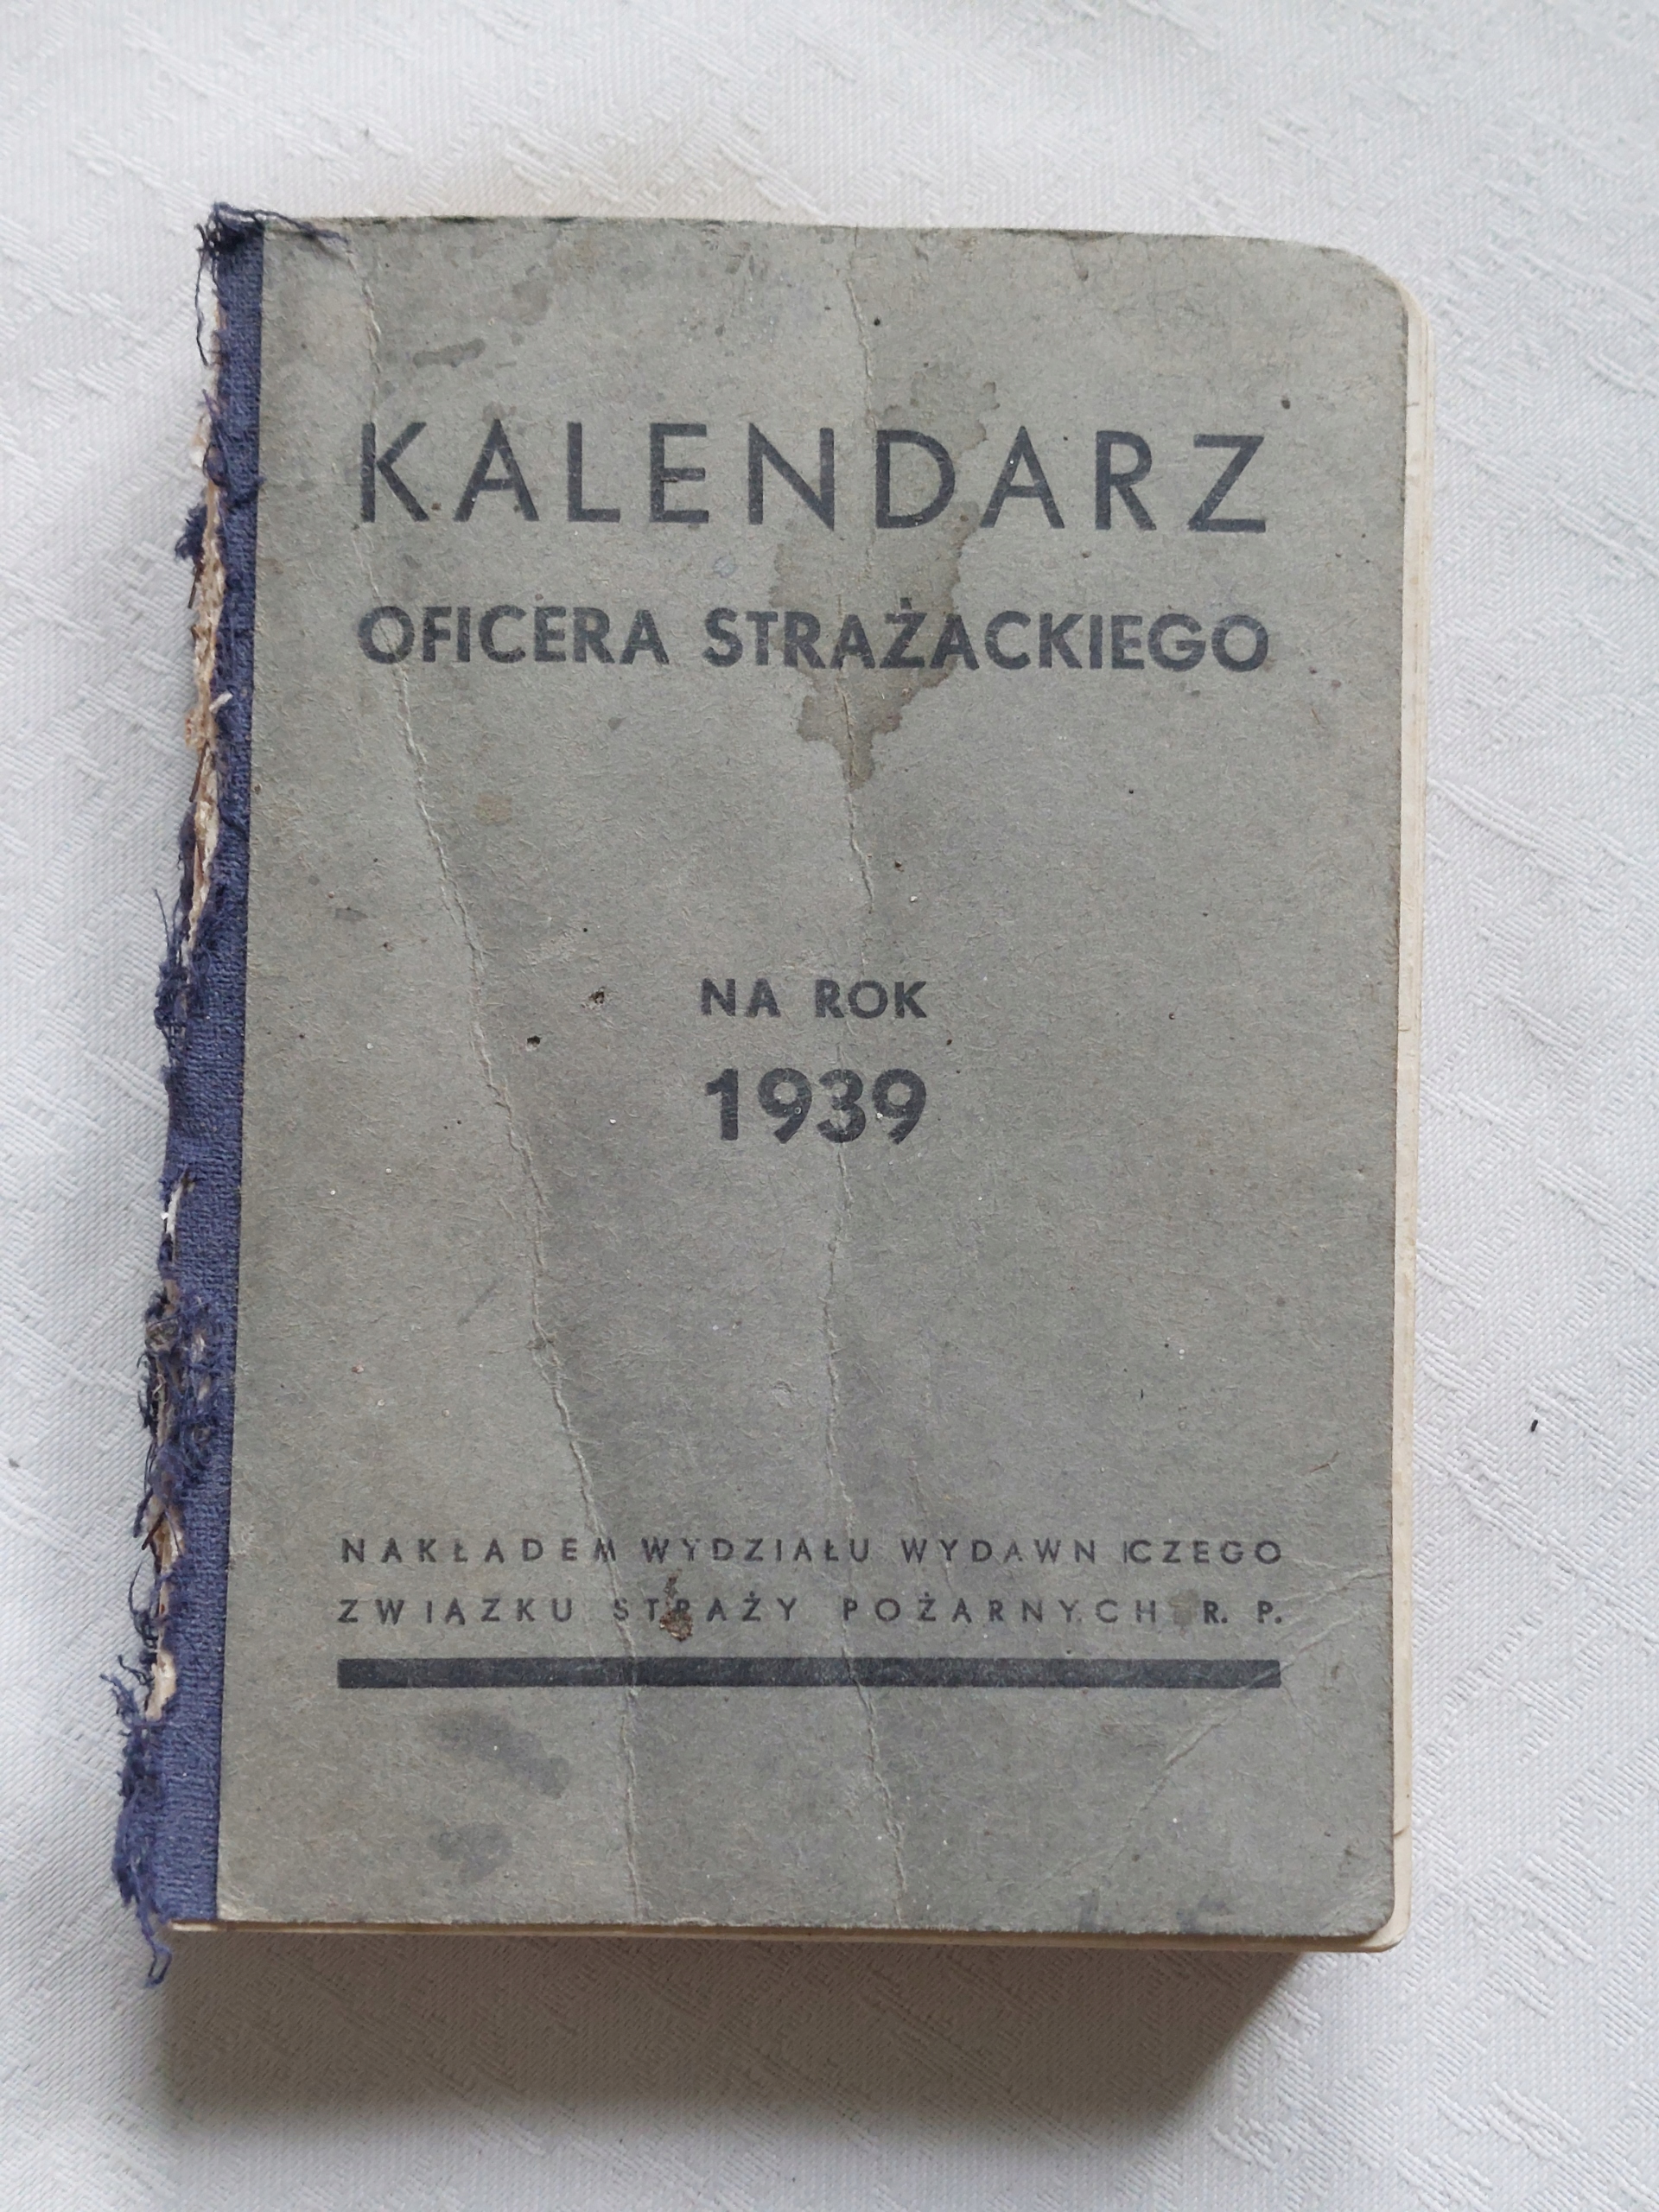 KALENDARZ
OFICERA STRAŻACKIEGO
NA ROK
1939
NAKŁADEM WYDZIAŁU WYDAWNICZEGO
ZWIĄZKU STRAŻY POŻARNYCH R. P.